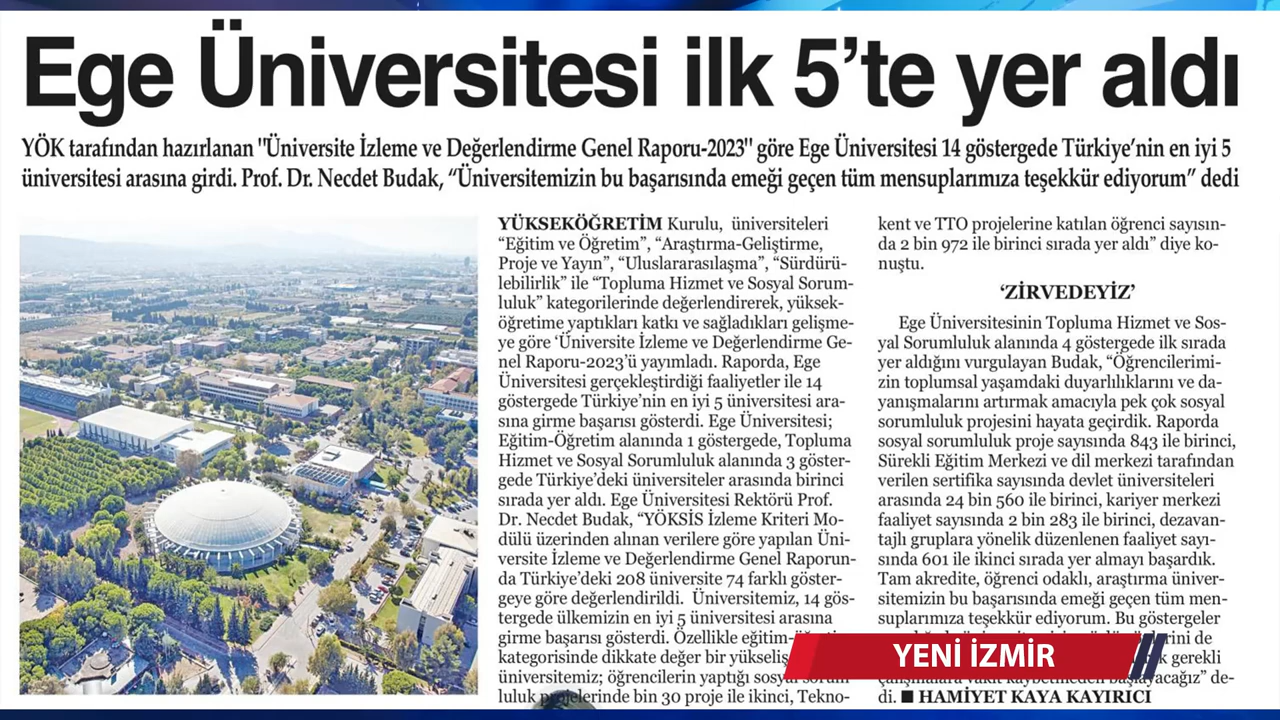 Ege Üniversitesi ilk 5’te yer aldı
YÖK tarafından hazırlanan "Üniversite İzleme ve Değerlendirme Genel Raporu-2023" göre Ege Üniversitesi 14 göstergede Türkiye’nin en iyi 5
üniversitesi arasına girdi. Prof. Dr. Necdet Budak, “Üniversitemizin bu başarısında emeği geçen tüm mensuplarımıza teşekkür ediyorum” dedi
YÜKSEKÖĞRETİM Kurulu, üniversiteleri
“Eğitim ve Öğretim”, “Araştırma-Geliştirme,
Proje ve Yayın”, “Uluslararasılaşma”, “Sürdürü-
lebilirlik” ile “Topluma Hizmet ve Sosyal Sorum-
luluk” kategorilerinde değerlendirerek, yüksek-
öğretime yaptıkları katkı ve sağladıkları gelişme-
ye göre ‘Üniversite İzleme ve Değerlendirme Ge-
nel Raporu-2023’ü yayımladı. Raporda, Ege
Üniversitesi gerçekleştirdiği faaliyetler ile 14
göstergede Türkiye’nin en iyi 5 üniversitesi ara-
sına girme başarısı gösterdi. Ege Üniversitesi;
Eğitim-Öğretim alanında 1 göstergede, Topluma
Hizmet ve Sosyal Sorumluluk alanında 3 göster-
gede Türkiye’deki üniversiteler arasında birinci
sırada yer aldı. Ege Üniversitesi Rektörü Prof.
Dr. Necdet Budak, “YÖKSİS İzleme Kriteri Mo-
dülü üzerinden alınan verilere göre yapılan Üni-
versite İzleme ve Değerlendirme Genel Raporun-
da Türkiye’deki 208 üniversite 74 farklı göster-
geye göre değerlendirildi. Üniversitemiz, 14 gös-
tergede ülkemizin en iyi 5 üniversitesi arasına
girme başarısı gösterdi. Özellikle eğitim-öğretim
kategorisinde dikkate değer bir yükseliş
üniversitemiz; öğrencilerin yaptığı sosyal sorum-
luluk projelerinde bin 30 proje ile ikinci, Tekno-
kent ve TTO projelerine katılan öğrenci sayısın-
da 2 bin 972 ile birinci sırada yer aldı” diye ko-
nuştu.
‘ZİRVEDEYİZ’
Ege Üniversitesinin Topluma Hizmet ve Sos-
yal Sorumluluk alanında 4 göstergede ilk sırada
yer aldığını vurgulayan Budak, “Öğrencilerimi-
zin toplumsal yaşamdaki duyarlılıklarını ve da-
yanışmalarını artırmak amacıyla pek çok sosyal
sorumluluk projesini hayata geçirdik. Raporda
sosyal sorumluluk proje sayısında 843 ile birinci,
Sürekli Eğitim Merkezi ve dil merkezi tarafından
verilen sertifika sayısında devlet üniversiteleri
arasında 24 bin 560 ile birinci, kariyer merkezi
faaliyet sayısında 2 bin 283 ile birinci, dezavan-
tajlı gruplara yönelik düzenlenen faaliyet sayı-
sında 601 ile ikinci sırada yer almayı başardık.
Tam akredite, öğrenci odaklı, araştırma üniver-
sitemizin bu başarısında emeği geçen tüm men-
suplarımıza teşekkür ediyorum. Bu göstergeler
de
gerekli
çalışmalara vakit kaybetmeden başlayacağız” de-
di. ■ HAMİYET KAYA KAYIRICI
YENİ İZMİR